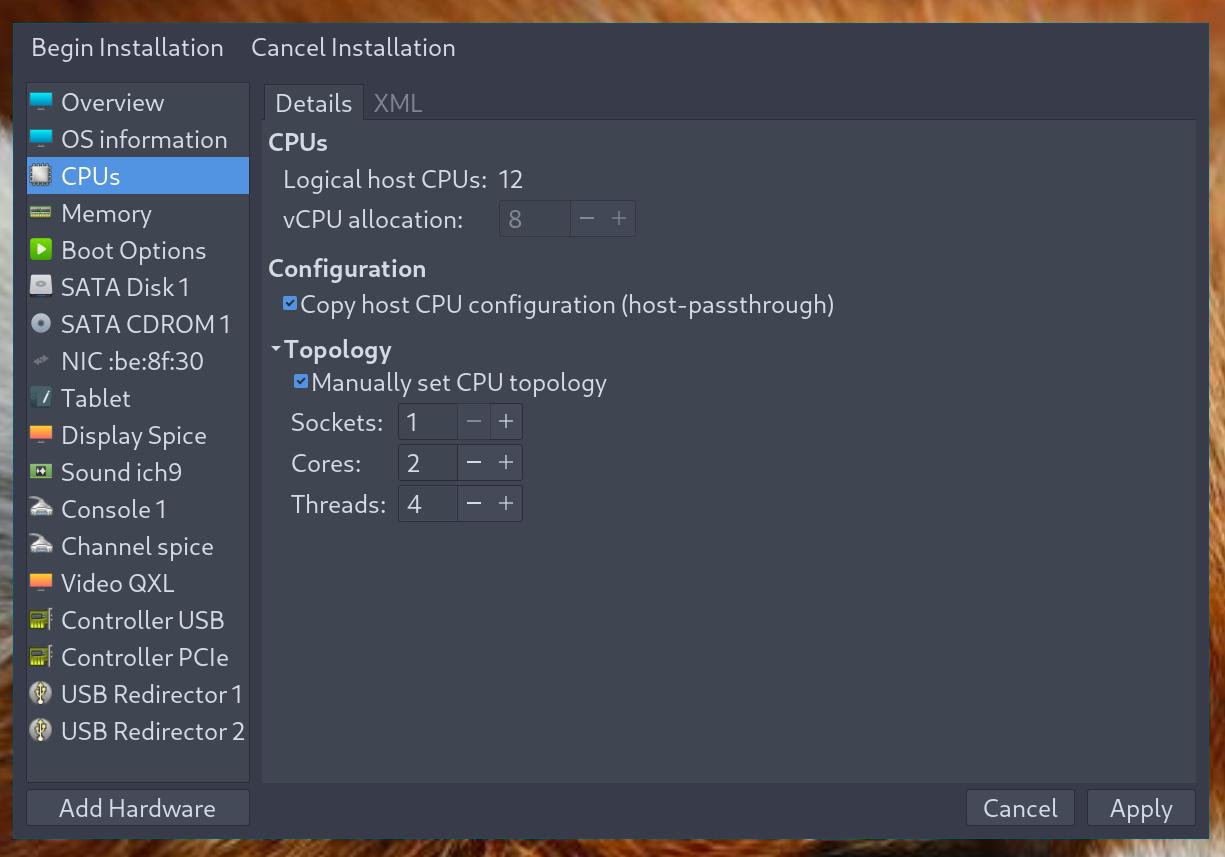 Begin Installation Cancel Installation
Overview
OS information
CPUs
Memory
Boot Options
SATA Disk 1
SATA CDROM 1
NIC :be:8f:30
Tablet
Display Spice
Sound ich9
Console 1
Channel spice
Video QXL
Controller USB
Controller PCIe
USB Redirector 1
USB Redirector 2
Add Hardware
Details XML
CPUs
Logical host CPUs: 12
vCPU allocation: 8 − +
Configuration
Copy host CPU configuration (host-passthrough)
Topology
Manually set CPU topology
Sockets: 1 − +
Cores: 2 − +
Threads: 4 − +
Cancel Apply